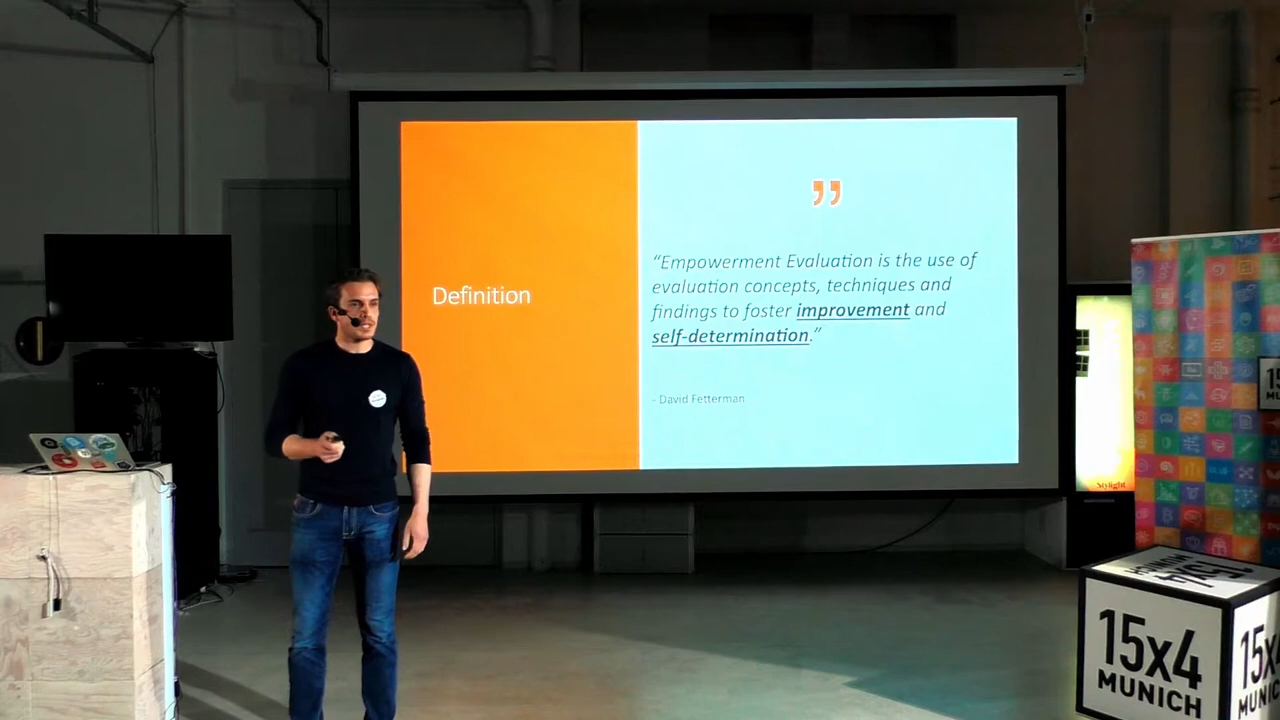 Definition
”
“Empowerment Evaluation is the use of
evaluation concepts, techniques and
findings to foster improvement and
self-determination.”
- David Fetterman
Stylight
15x4
MUNICH
15x4
MUNICH